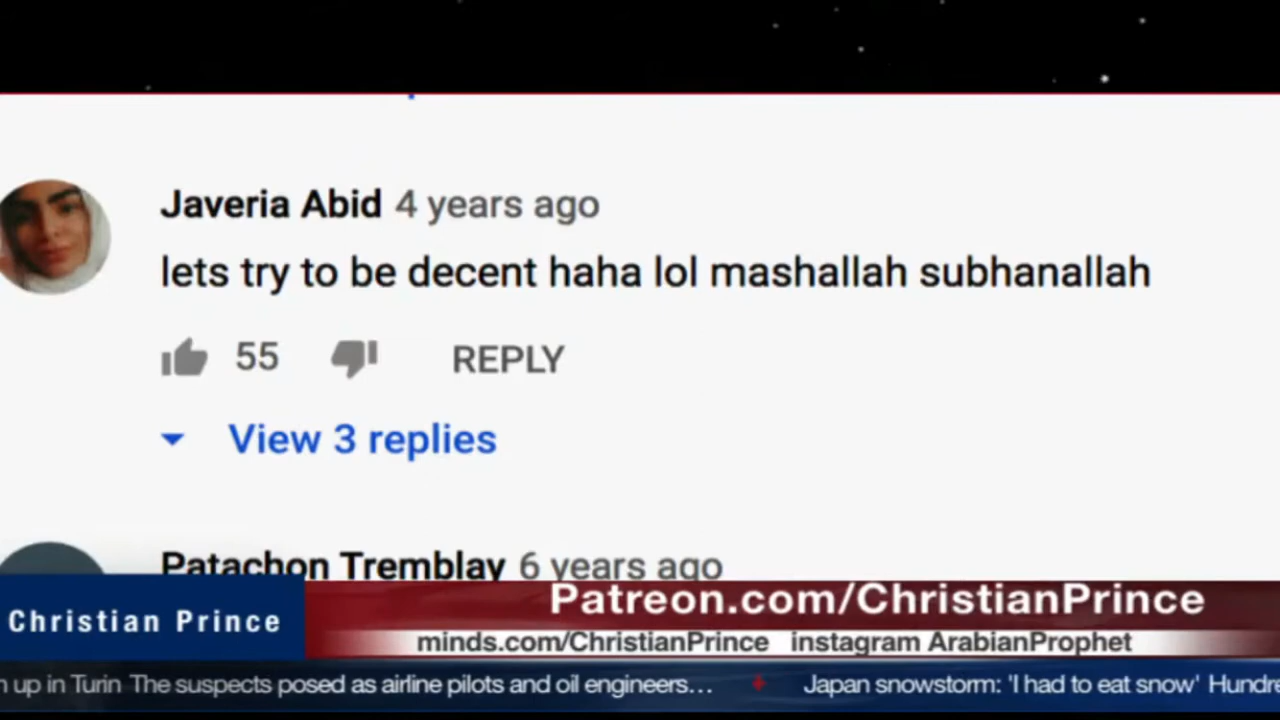 Javeria Abid 4 years ago
lets try to be decent haha lol mashallah subhanallah
55 REPLY
View 3 replies
Patachon Tremblay 6 years ago
Christian Prince
Patreon.com/ChristianPrince
minds.com/ChristianPrince instagram ArabianProphet
up in Turin The suspects posed as airline pilots and oil engineers... Japan snowstorm: 'I had to eat snow'